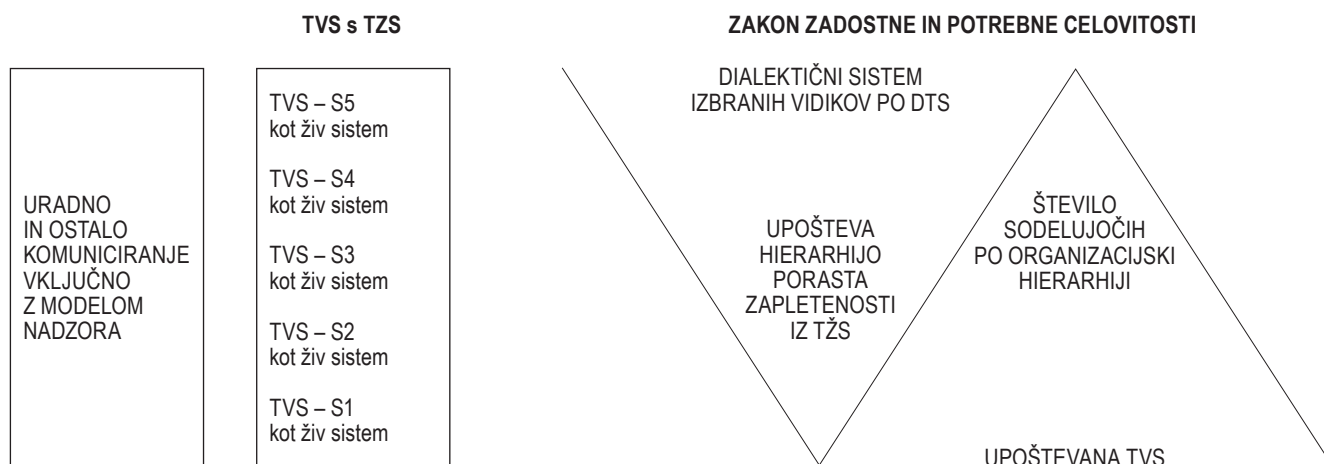 TVS s TZS
ZAKON ZADOSTNE IN POTREBNE CELOVITOSTI
URADNO
IN OSTALO
KOMUNICIRANJE
VKLJUČNO
Z MODELOM
NADZORA
TVS – S5
kot živ sistem
TVS – S4
kot živ sistem
TVS – S3
kot živ sistem
TVS – S2
kot živ sistem
TVS – S1
kot živ sistem
DIALEKTIČNI SISTEM
IZBRANIH VIDIKOV PO DTS
UPOŠTEVA
HIERARHIJO
PORASTA
ZAPLETENOSTI
IZ TŽS
ŠTEVILO
SODELUJOČIH
PO ORGANIZACIJSKI
HIERARHIJI
UPOŠTEVANA TVS